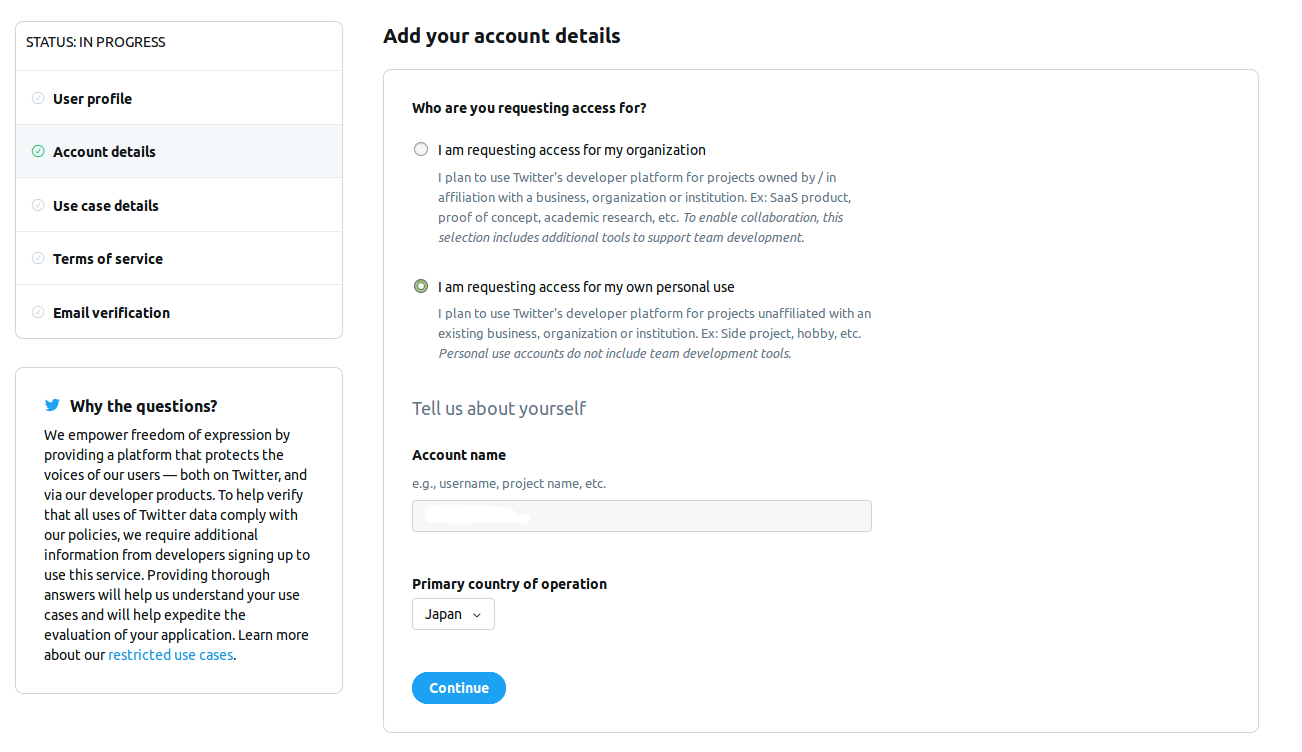 STATUS: IN PROGRESS
User profile
Account details
Use case details
Terms of service
Email verification
Why the questions?
We empower freedom of expression by
providing a platform that protects the
voices of our users — both on Twitter, and
via our developer products. To help verify
that all uses of Twitter data comply with
our policies, we require additional
information from developers signing up to
use this service. Providing thorough
answers will help us understand your use
cases and will help expedite the
evaluation of your application. Learn more
about our restricted use cases.
Add your account details
Who are you requesting access for?
I am requesting access for my organization
I plan to use Twitter's developer platform for projects owned by / in
affiliation with a business, organization or institution. Ex: SaaS product,
proof of concept, academic research, etc. To enable collaboration, this
selection includes additional tools to support team development.
I am requesting access for my own personal use
I plan to use Twitter's developer platform for projects unaffiliated with an
existing business, organization or institution. Ex: Side project, hobby, etc.
Personal use accounts do not include team development tools.
Tell us about yourself
Account name
e.g., username, project name, etc.
Primary country of operation
Japan
Continue